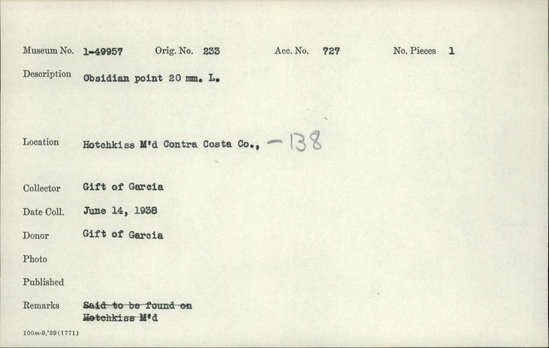 Museum No. 1-49957 Orig. No. 233 Acc. No. 727 No. Pieces 1
Description Obsidian point 20 mm. L.
Location Hotchkiss M'd Contra Costa Co., -138
Collector Gift of Garcia
Date Coll. June 14, 1938
Donor Gift of Garcia
Photo
Published
Remarks Said to be found on
Hotchkiss M'd
100m-8,'39(1771)